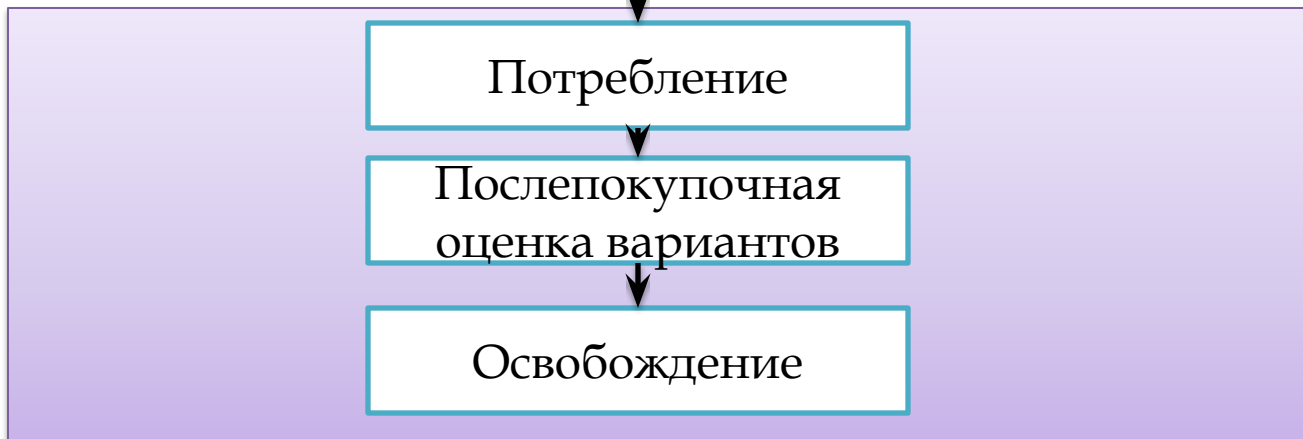 Потребление
Послепокупочная
оценка вариантов
Освобождение